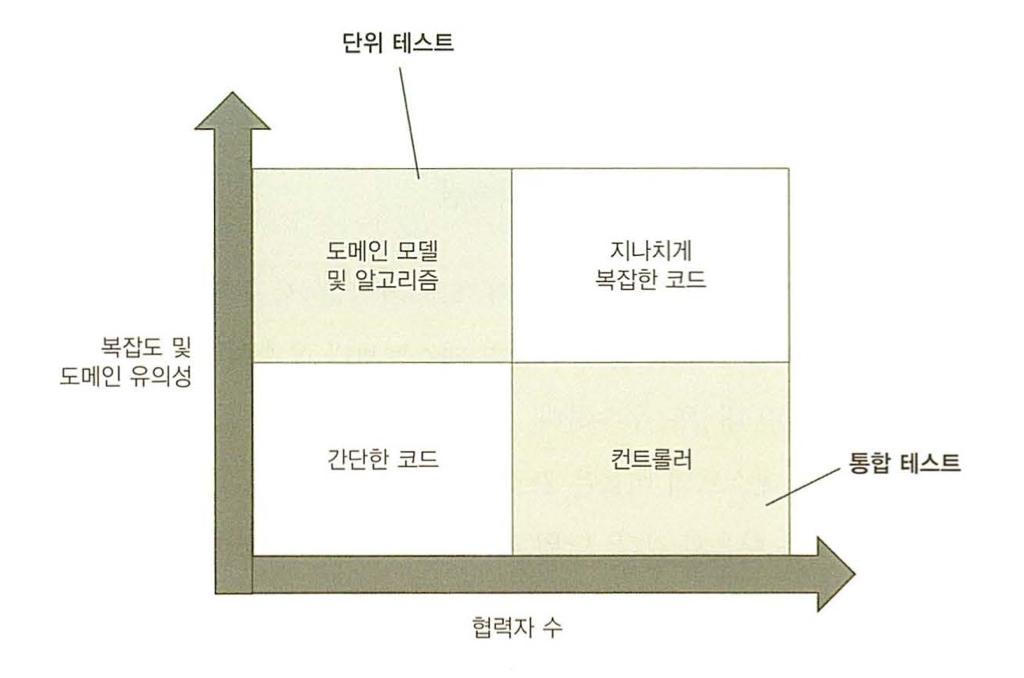 단위 테스트
도메인 모델
및 알고리즘
지나치게
복잡한 코드
복잡도 및
도메인 유의성
간단한 코드
컨트롤러
통합 테스트
협력자 수